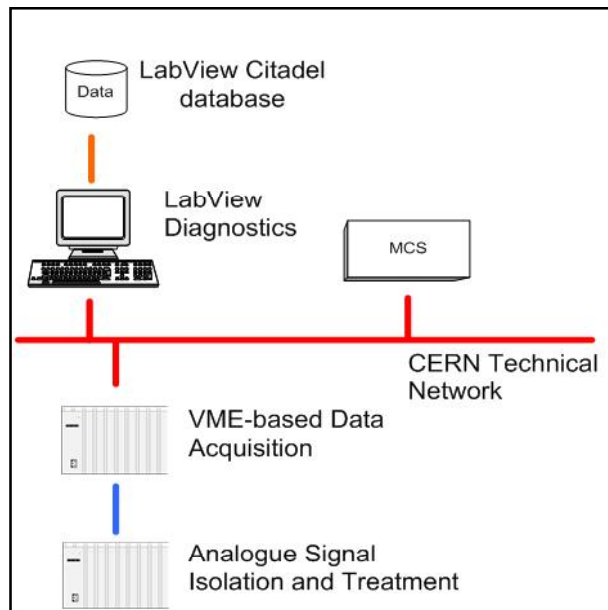 Data
LabView Citadel
database
LabView
Diagnostics
MCS
CERN Technical
Network
VME-based Data
Acquisition
Analogue Signal
Isolation and Treatment